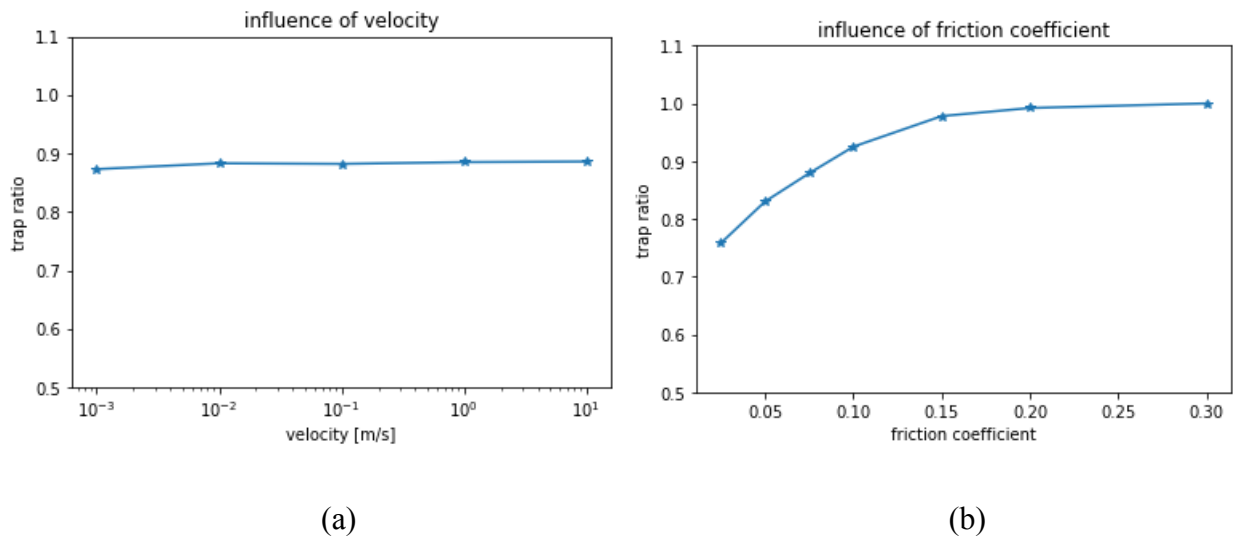 influence of velocity
1.1
1.0
0.9
0.8
0.7
0.6
0.5
trap ratio
10⁻³ 10⁻² 10⁻¹ 10⁰ 10¹
velocity [m/s]
(a)
influence of friction coefficient
1.1
1.0
0.9
0.8
0.7
0.6
0.5
trap ratio
0.05 0.10 0.15 0.20 0.25 0.30
friction coefficient
(b)